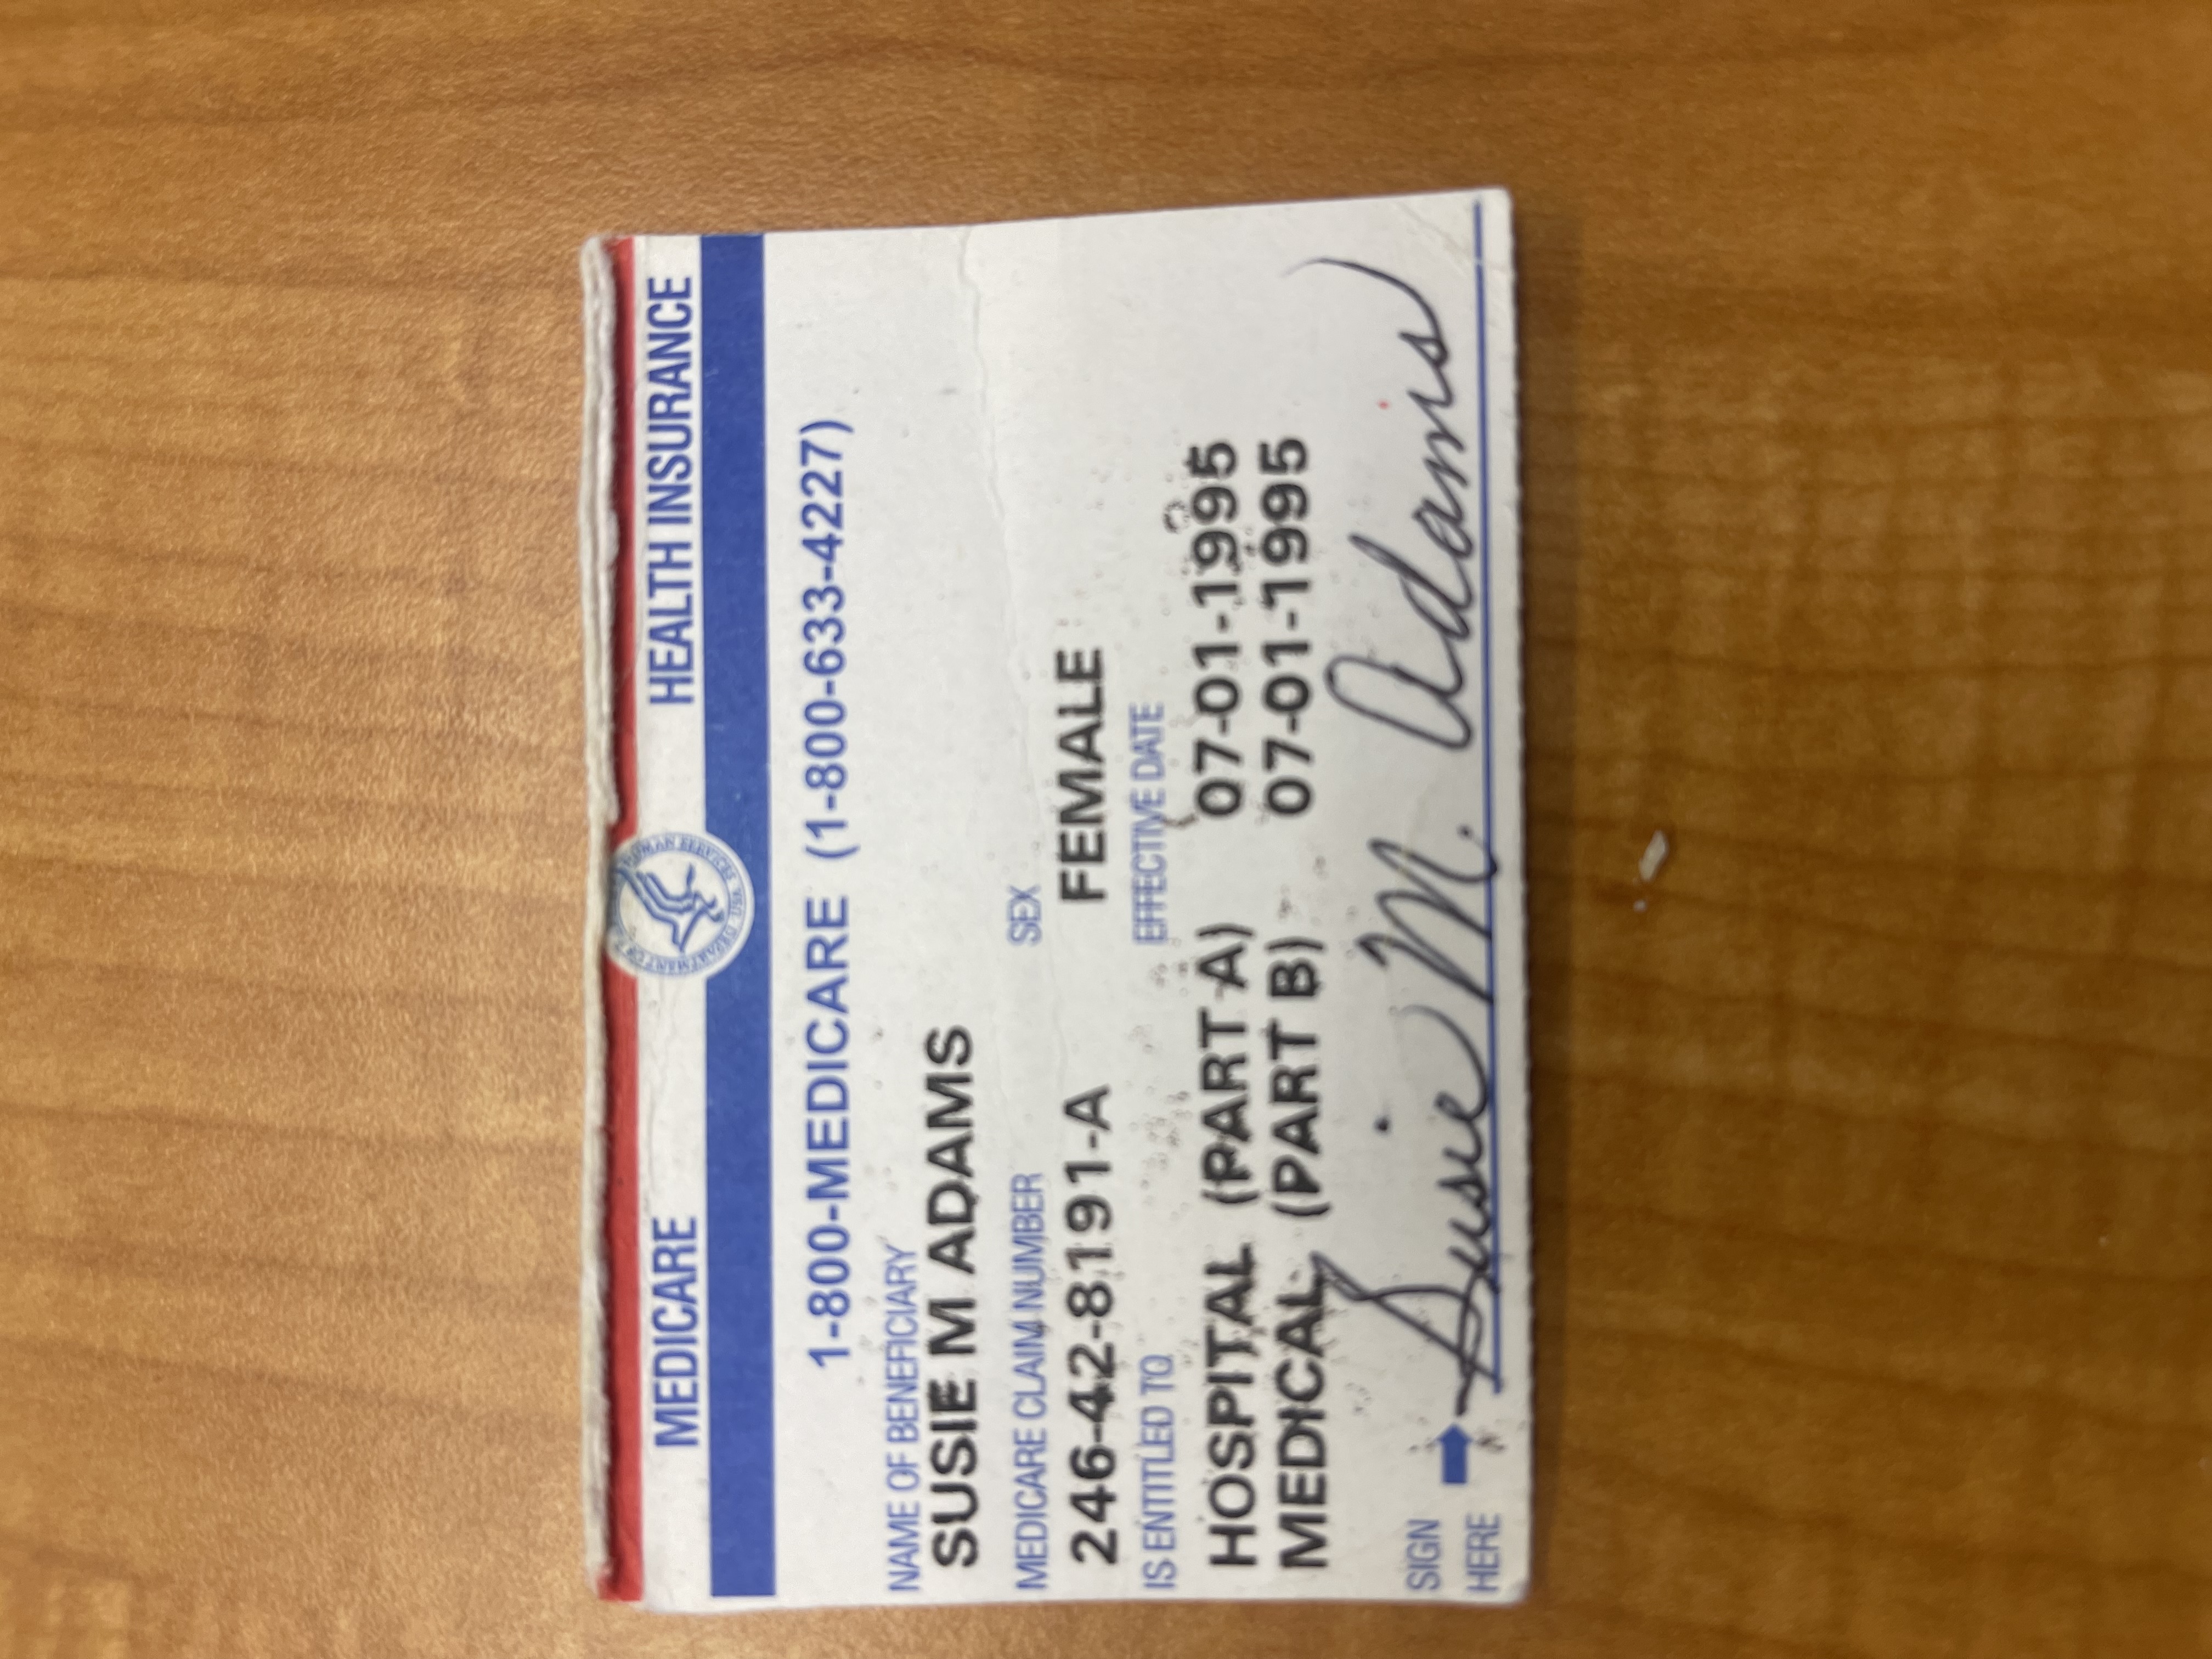 MEDICARE HEALTH INSURANCE
1-800-MEDICARE (1-800-633-4227)
NAME OF BENEFICIARY
SUSIE M ADAMS
MEDICARE CLAIM NUMBER SEX
246-42-8191-A FEMALE
IS ENTITLED TO EFFECTIVE DATE
HOSPITAL (PART A) 07-01-1995
MEDICAL (PART B) 07-01-1995
SIGN HERE Susie M. Adams